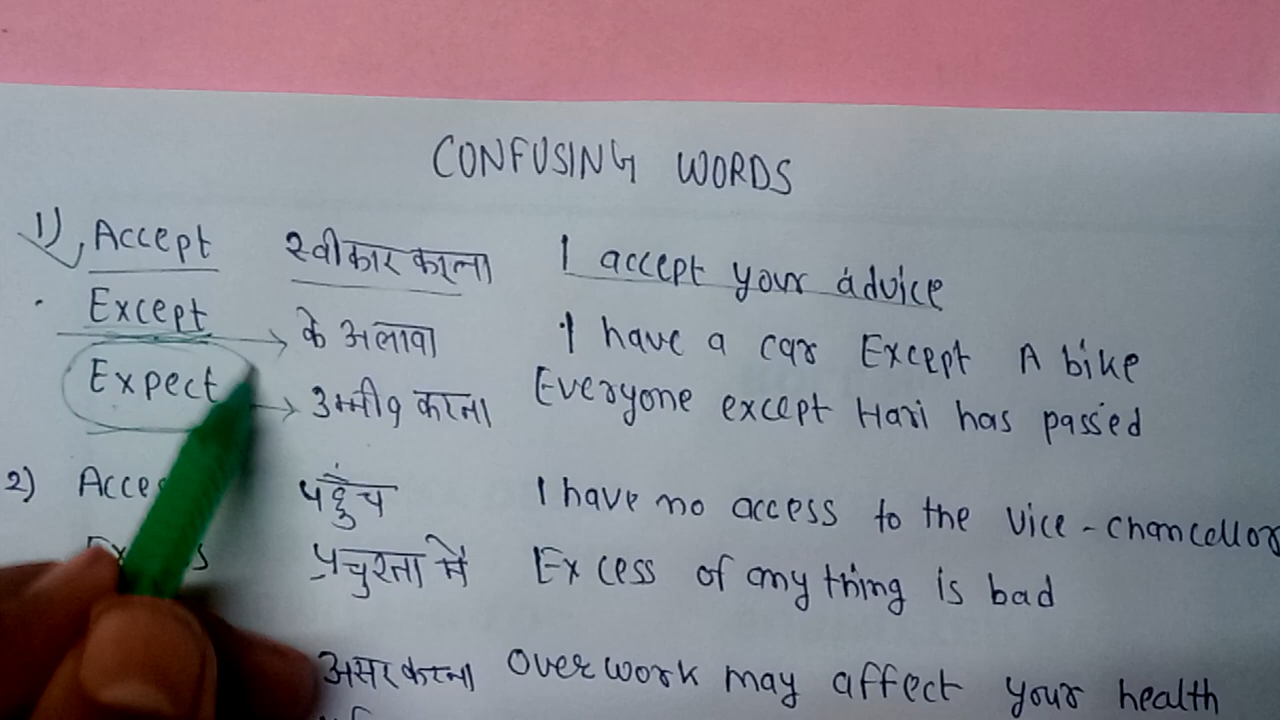 CONFUSING WORDS
1) Accept स्वीकार करना I accept your advice
Except → के अलावा I have a car Except A bike
Expect → करना Everyone except Hari has passed
2) पहुँच I have no access to the Vice-chancellor
प्रचुरता में Excess of any thing is bad
असर करना Over work may affect your health